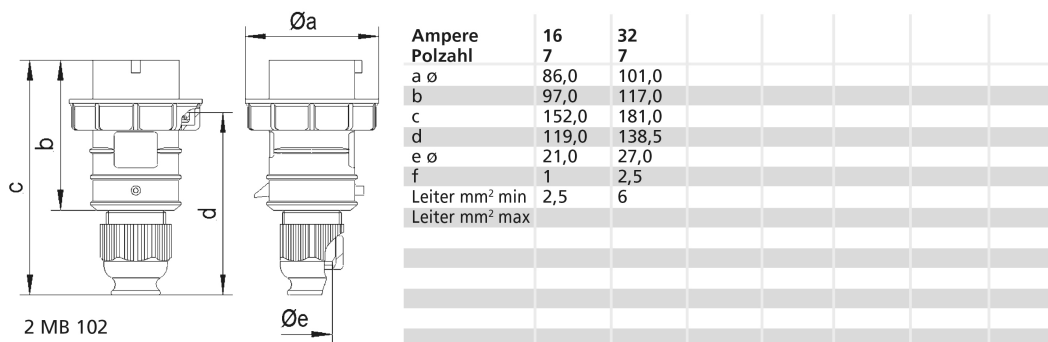 Øa
b
c
d
Øe
2 MB 102
Ampere 16 32
Polzahl 7 7
a ø 86,0 101,0
b 97,0 117,0
c 152,0 181,0
d 119,0 138,5
e ø 21,0 27,0
f 1 2,5
Leiter mm² min 2,5 6
Leiter mm² max